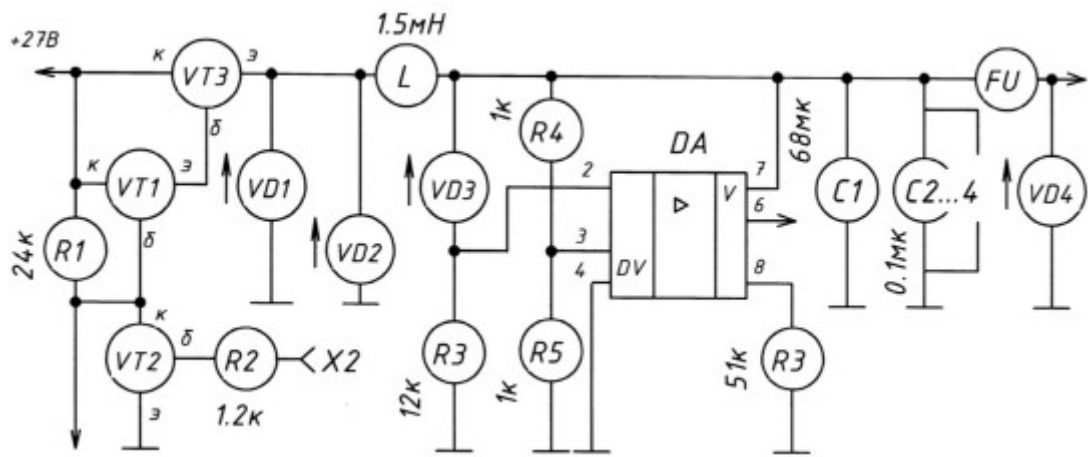 1.5мН
+27В
к
VT3
э
L
FU
б
1к
R4
DA
68мк
к
VT1
э
VD1
VD3
2
7
V
C1
C2...4
VD4
R1
24к
б
VD2
6
3
4
DV
8
0.1мк
к
VT2
б
R2
X2
R3
R5
R3
э
1.2к
12к
1к
51к